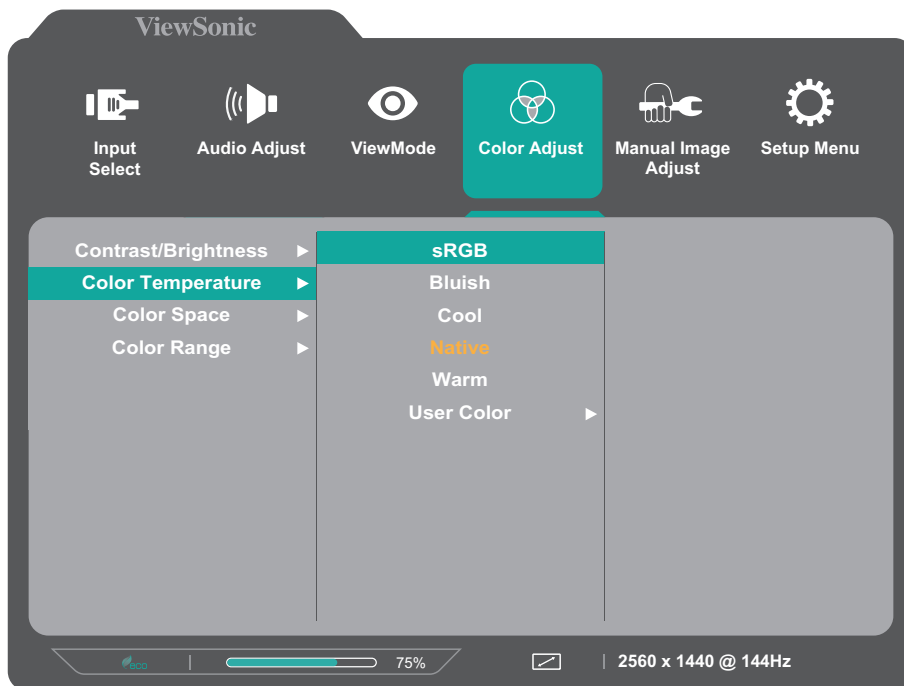 ViewSonic
Input Select
Audio Adjust
ViewMode
Color Adjust
Manual Image Adjust
Setup Menu
Contrast/Brightness
Color Temperature
Color Space
Color Range
sRGB
Bluish
Cool
Native
Warm
User Color
eco
75%
2560 x 1440 @ 144Hz